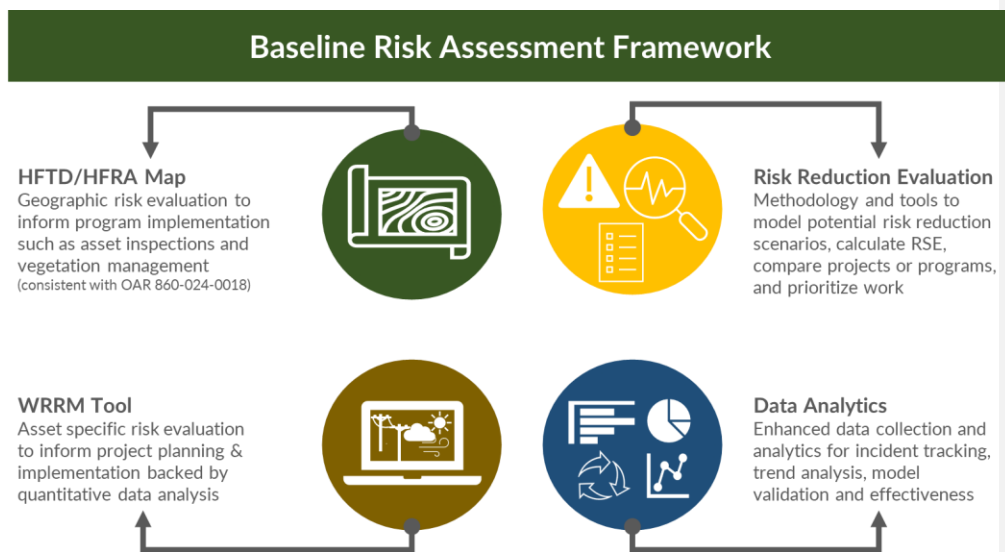 Baseline Risk Assessment Framework
HFTD/HFRA Map
Geographic risk evaluation to
inform program implementation
such as asset inspections and
vegetation management
(consistent with OAR 860-024-0018)
Risk Reduction Evaluation
Methodology and tools to
model potential risk reduction
scenarios, calculate RSE,
compare projects or programs,
and prioritize work
WRRM Tool
Asset specific risk evaluation
to inform project planning &
implementation backed by
quantitative data analysis
Data Analytics
Enhanced data collection and
analytics for incident tracking,
trend analysis, model
validation and effectiveness